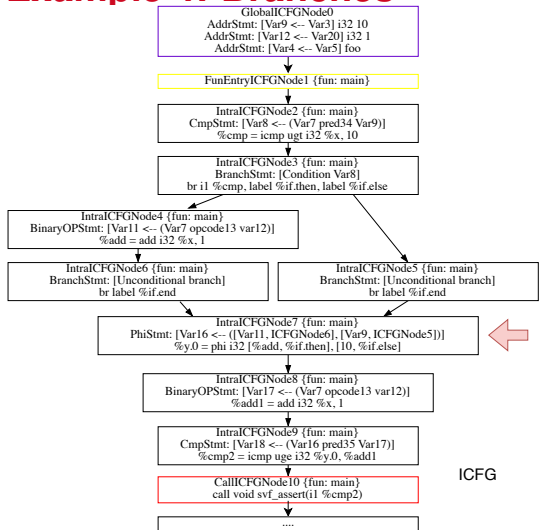 Example 4: Branches
GlobalICFGNode0
AddrStmt: [Var9 <-- Var3] i32 10
AddrStmt: [Var12 <-- Var20] i32 1
AddrStmt: [Var4 <-- Var5] foo
FunEntryICFGNode1 {fun: main}
IntraICFGNode2 {fun: main}
CmpStmt: [Var8 <-- (Var7 pred34 Var9)]
%cmp = icmp ugt i32 %x, 10
IntraICFGNode3 {fun: main}
BranchStmt: [Condition Var8]
br i1 %cmp, label %if.then, label %if.else
IntraICFGNode4 {fun: main}
BinaryOPStmt: [Var11 <-- (Var7 opcode13 var12)]
%add = add i32 %x, 1
IntraICFGNode6 {fun: main}
BranchStmt: [Unconditional branch]
br label %if.end
IntraICFGNode5 {fun: main}
BranchStmt: [Unconditional branch]
br label %if.end
IntraICFGNode7 {fun: main}
PhiStmt: [Var16 <-- ([Var11, ICFGNode6], [Var9, ICFGNode5])]
%y.0 = phi i32 [%add, %if.then], [10, %if.else]
IntraICFGNode8 {fun: main}
BinaryOPStmt: [Var17 <-- (Var7 opcode13 var12)]
%add1 = add i32 %x, 1
IntraICFGNode9 {fun: main}
CmpStmt: [Var18 <-- (Var16 pred35 Var17)]
%cmp2 = icmp uge i32 %y.0, %add1
ICFG
CallICFGNode10 {fun: main}
call void svf_assert(i1 %cmp2)
....